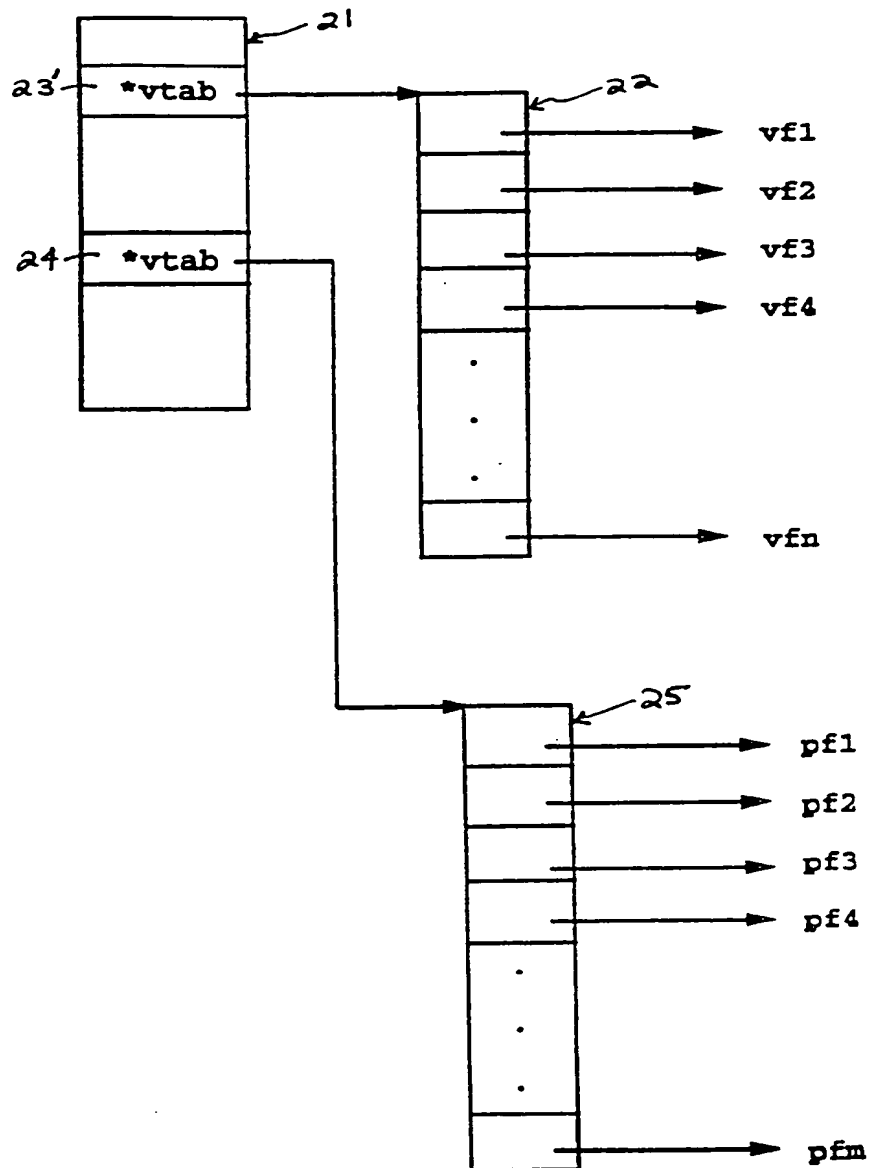 21
23' *vtab
22
vf1
vf2
24 *vtab
vf3
vf4
.
.
.
vfn
25
pf1
pf2
pf3
pf4
.
.
.
pfm